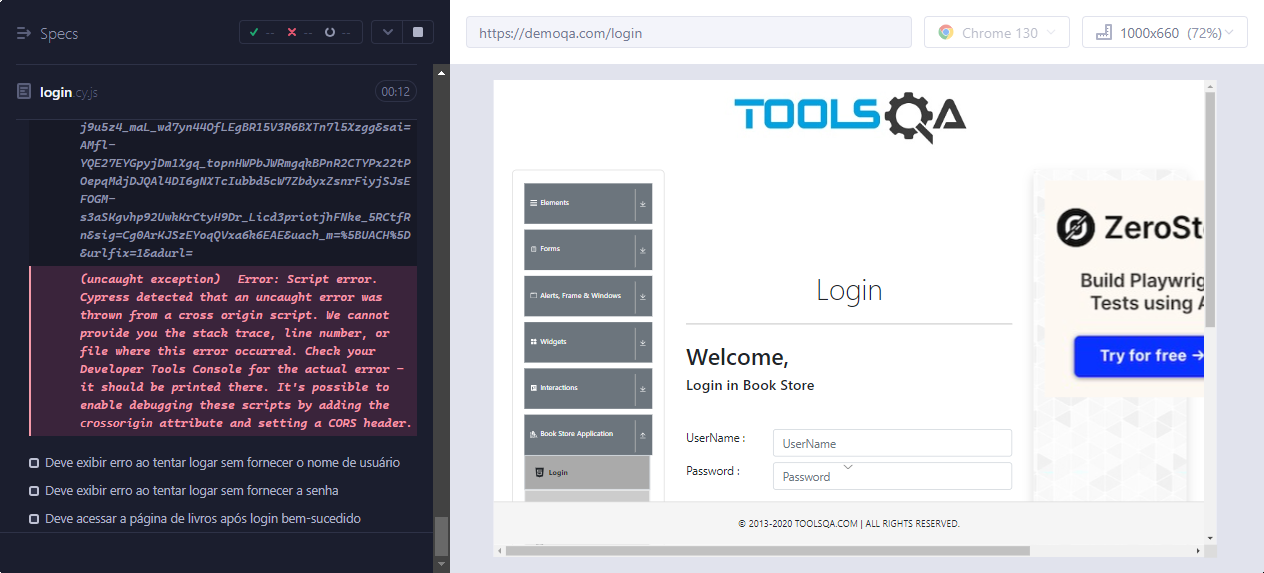 Specs
--
--
--
https://demoqa.com/login
Chrome 130
1000x660 (72%)
login.cy.js
00:12
j9u5z4_maL_wd7yn44OfLEgBR15V3R6BXTn7l5Xzgg&sai=
AMfl-
YQE27EYGpyjDm1Xgq_topnHWPbJWRmgqkBPnR2CTYPx22tP
OepqMdjDJQAl4DI6gNXTcIubbd5cW7ZbdyxZsnrFiyjSJsE
FOGM-
s3aSKgvhp92UwkKrCtyH9Dr_Licd3priotjhFNke_5RCtfR
n&sig=Cg0ArKJSzEYoqQVxa6k6EAE&uach_m=%5BUACH%5D
&urlfix=1&adurl=
(uncaught exception) Error: Script error.
Cypress detected that an uncaught error was
thrown from a cross origin script. We cannot
provide you the stack trace, line number, or
file where this error occurred. Check your
Developer Tools Console for the actual error –
it should be printed there. It's possible to
enable debugging these scripts by adding the
crossorigin attribute and setting a CORS header.
Deve exibir erro ao tentar logar sem fornecer o nome de usuário
Deve exibir erro ao tentar logar sem fornecer a senha
Deve acessar a página de livros após login bem-sucedido
TOOLSQA
Elements
Forms
Alerts, Frame & Windows
Widgets
Interactions
Book Store Application
Login
Login
Welcome,
Login in Book Store
UserName :
UserName
Password :
Password
ZeroSt
Build Playwrig
Tests using A
Try for free →
© 2013-2020 TOOLSQA.COM | ALL RIGHTS RESERVED.